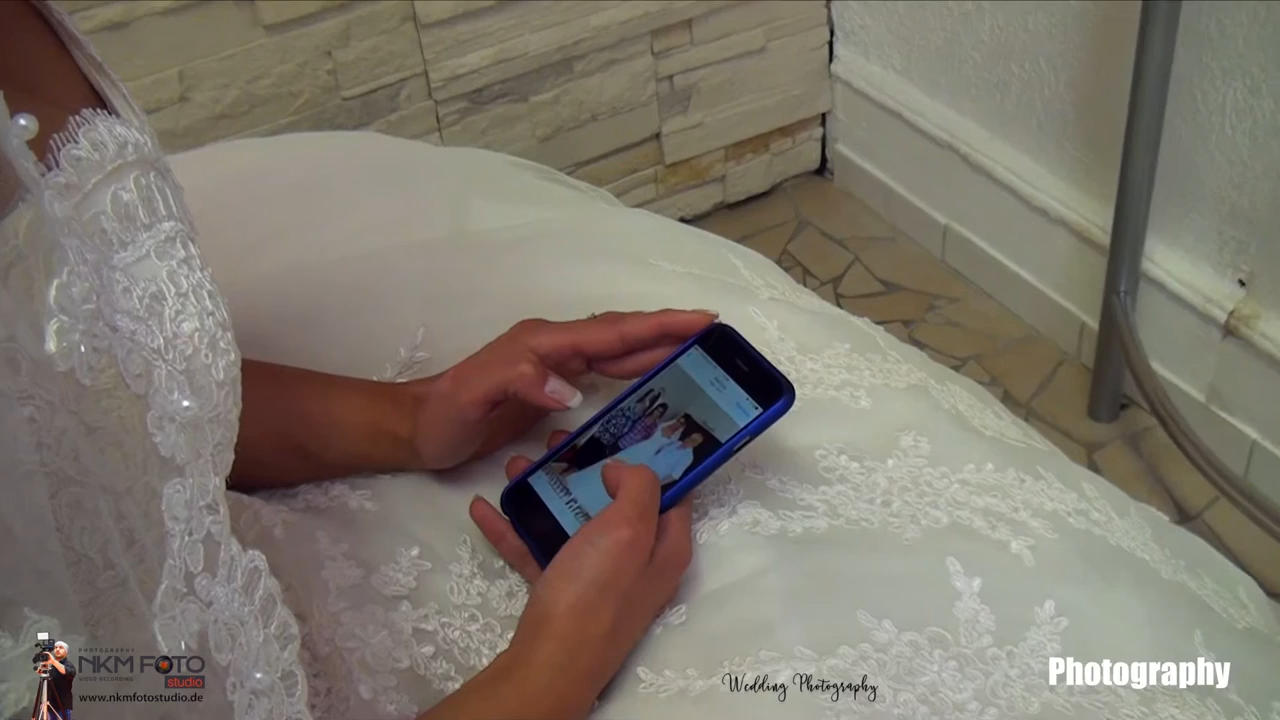 PHOTOGRAPHY
NKM FOTO
VIDEO RECORDING
studio
www.nkmfotostudio.de
Wedding Photography
Photography